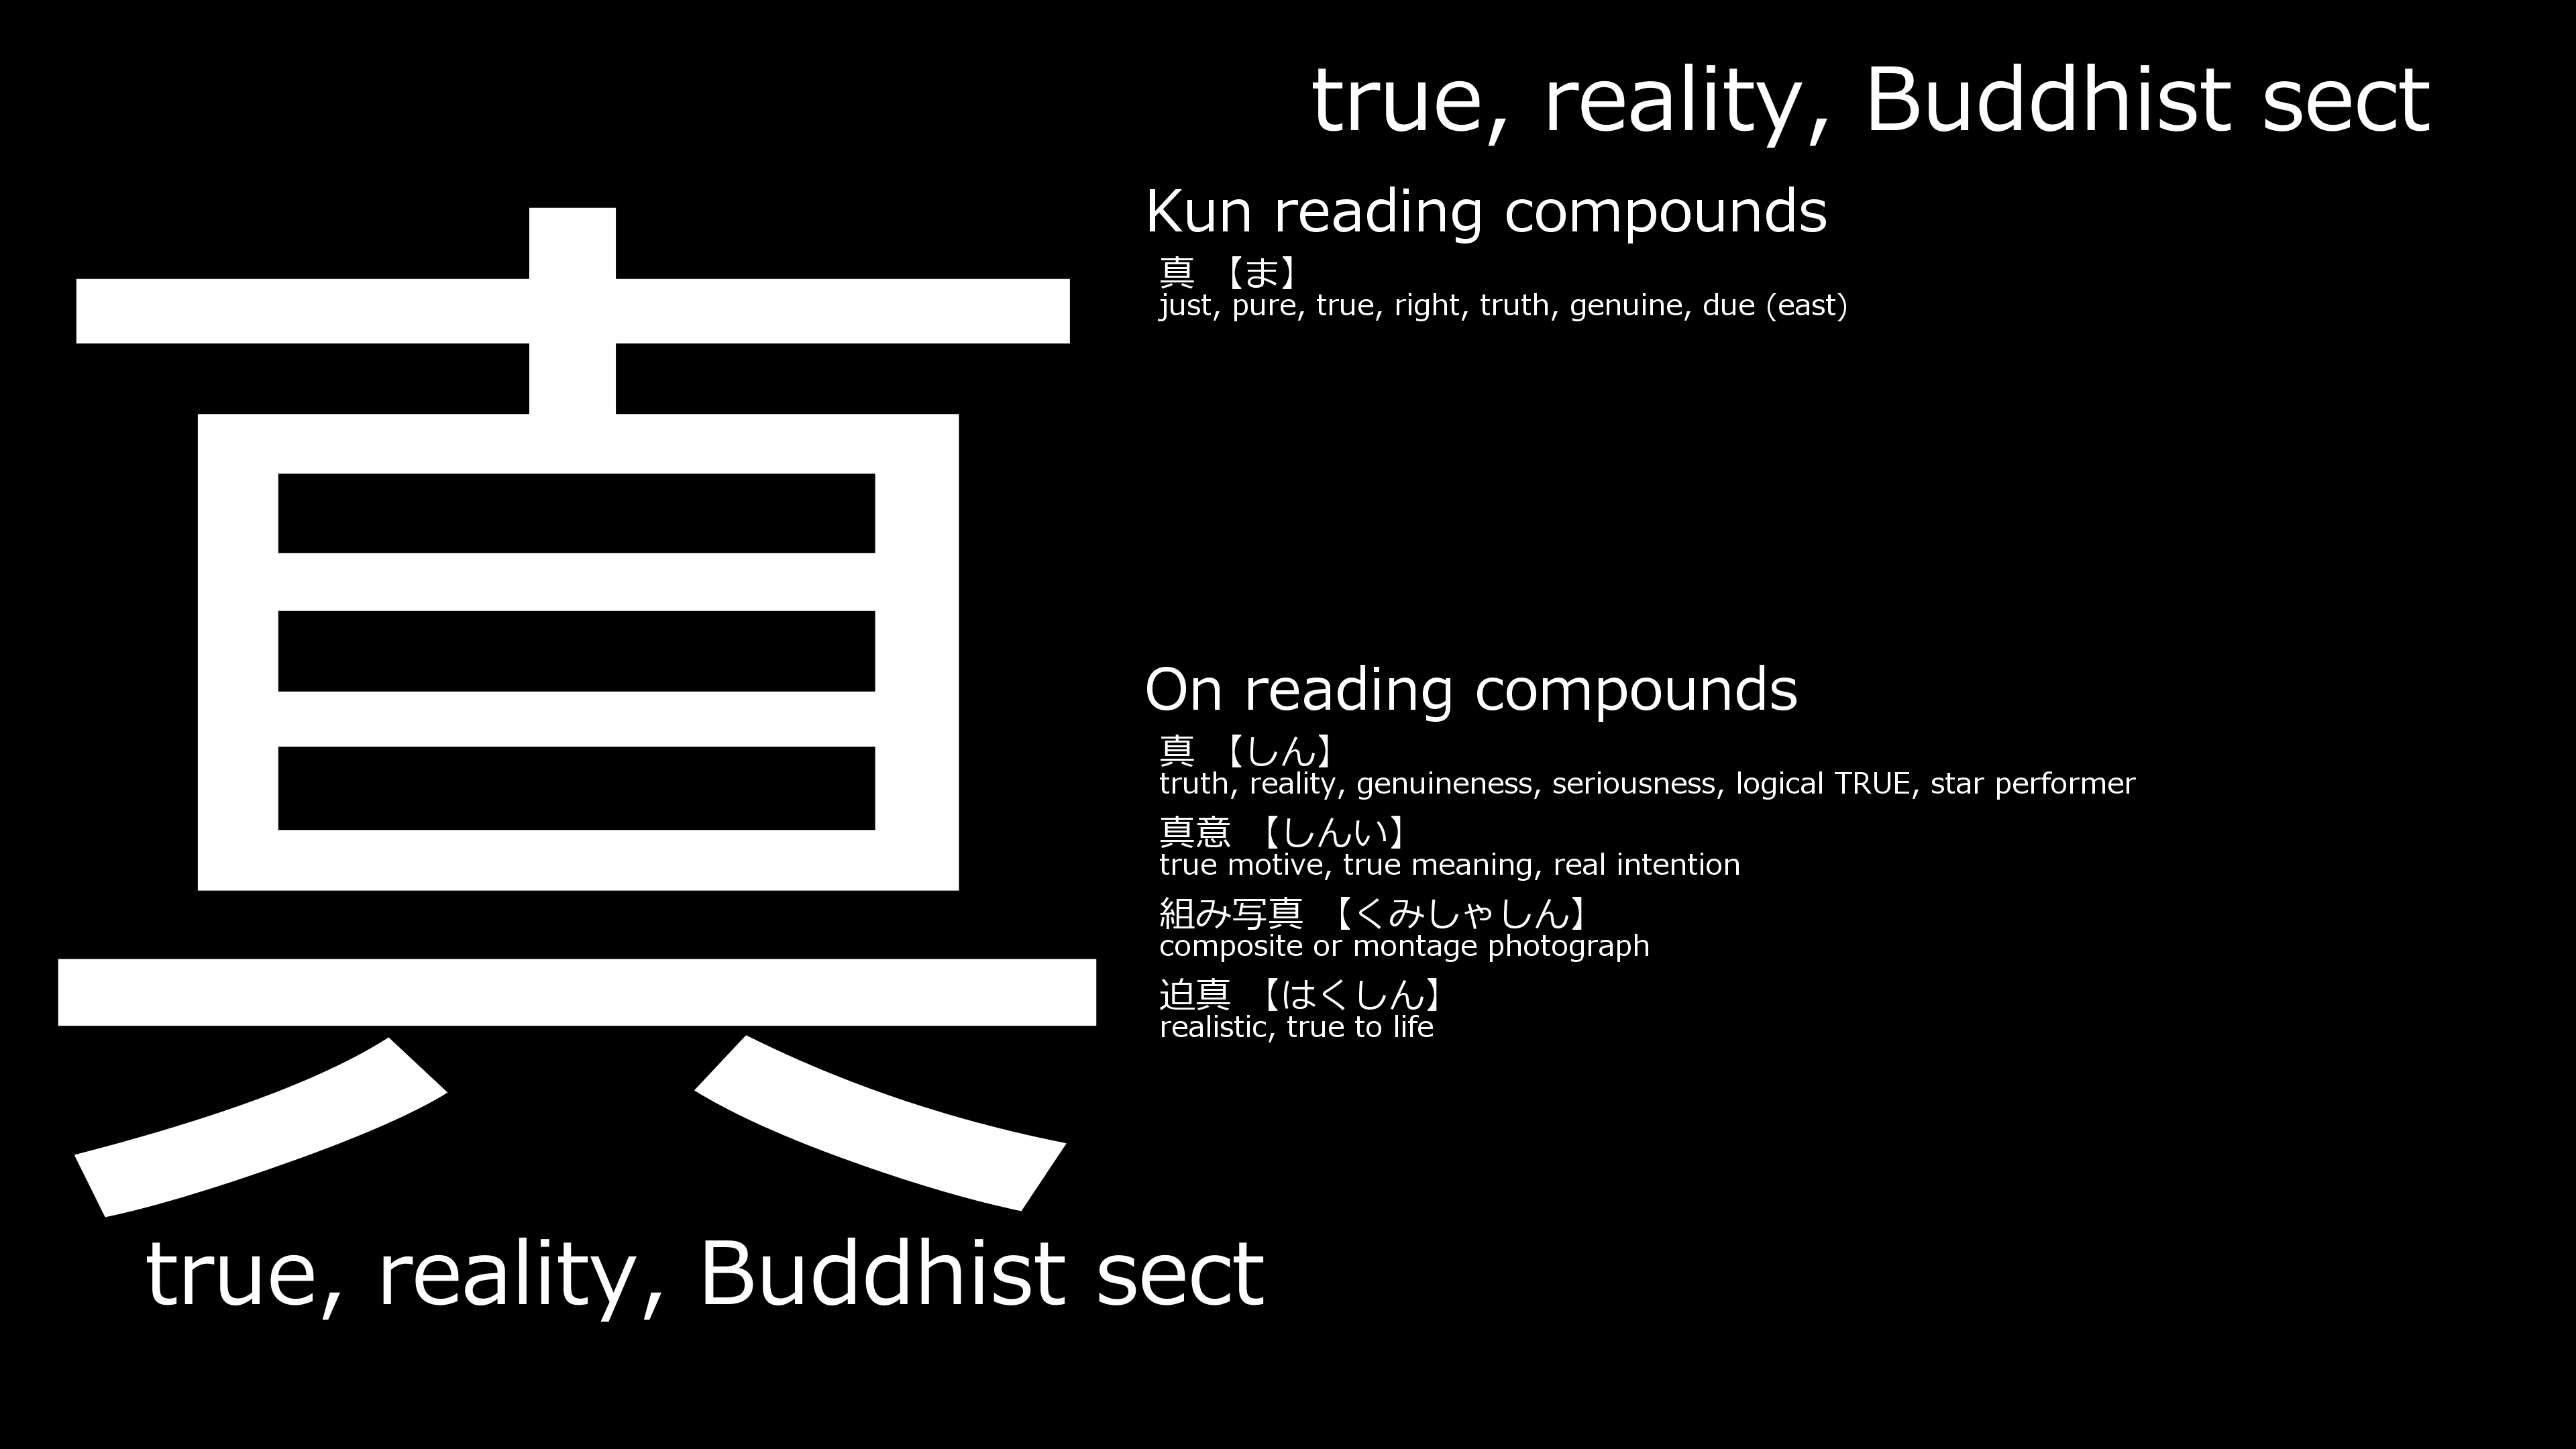 真
true, reality, Buddhist sect
true, reality, Buddhist sect
Kun reading compounds
真 【ま】
just, pure, true, right, truth, genuine, due (east)
On reading compounds
真 【しん】
truth, reality, genuineness, seriousness, logical TRUE, star performer
真意 【しんい】
true motive, true meaning, real intention
組み写真 【くみしゃしん】
composite or montage photograph
迫真 【はくしん】
realistic, true to life